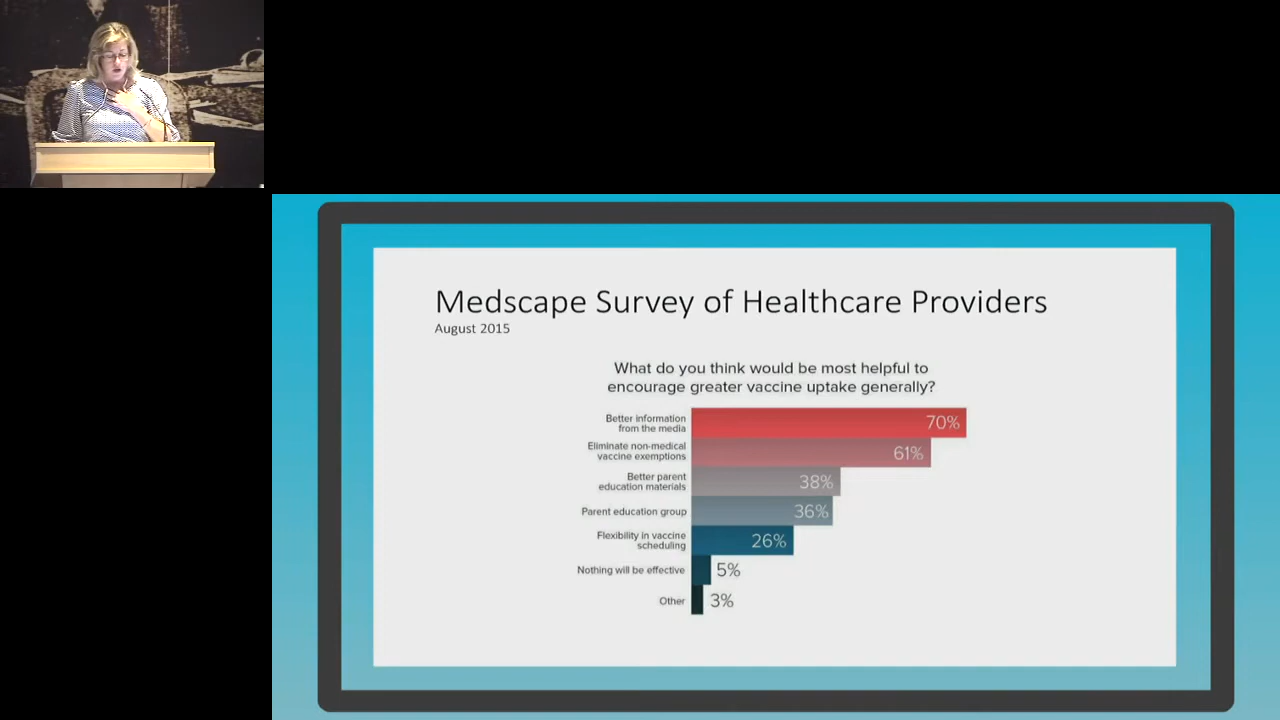 Medscape Survey of Healthcare Providers
August 2015
What do you think would be most helpful to
encourage greater vaccine uptake generally?
Better information
from the media
70%
Eliminate non-medical
vaccine exemptions
61%
Better parent
education materials
38%
Parent education group
36%
Flexibility in vaccine
scheduling
26%
Nothing will be effective
5%
Other
3%